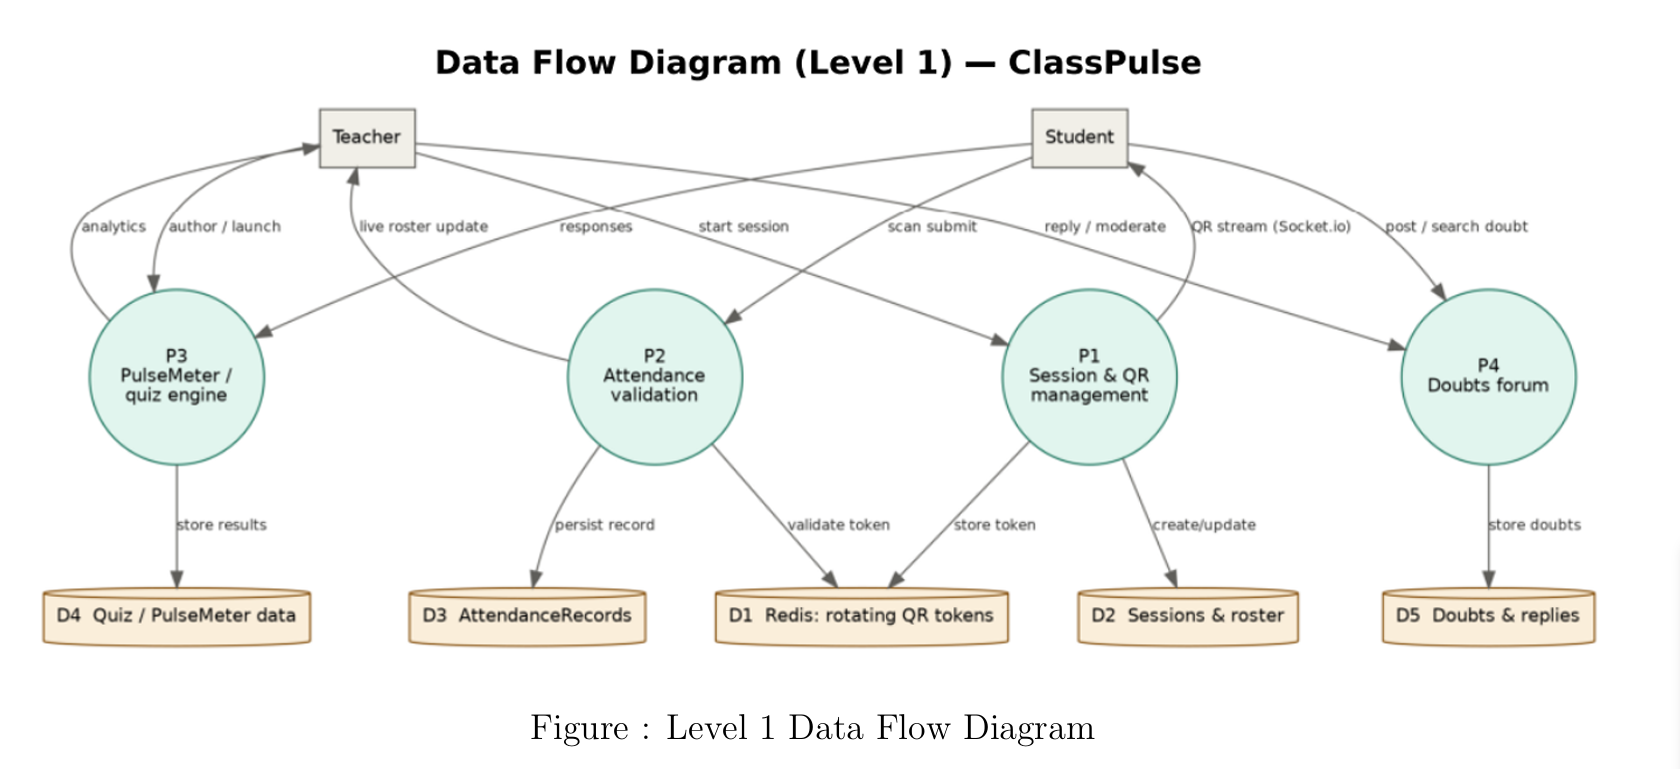 Data Flow Diagram (Level 1) — ClassPulse
Teacher
Student
analytics
author / launch
live roster update
responses
start session
scan submit
reply / moderate
QR stream (Socket.io)
post / search doubt
P3
PulseMeter /
quiz engine
P2
Attendance
validation
P1
Session & QR
management
P4
Doubts forum
store results
persist record
validate token
store token
create/update
store doubts
D4 Quiz / PulseMeter data
D3 AttendanceRecords
D1 Redis: rotating QR tokens
D2 Sessions & roster
D5 Doubts & replies
Figure : Level 1 Data Flow Diagram